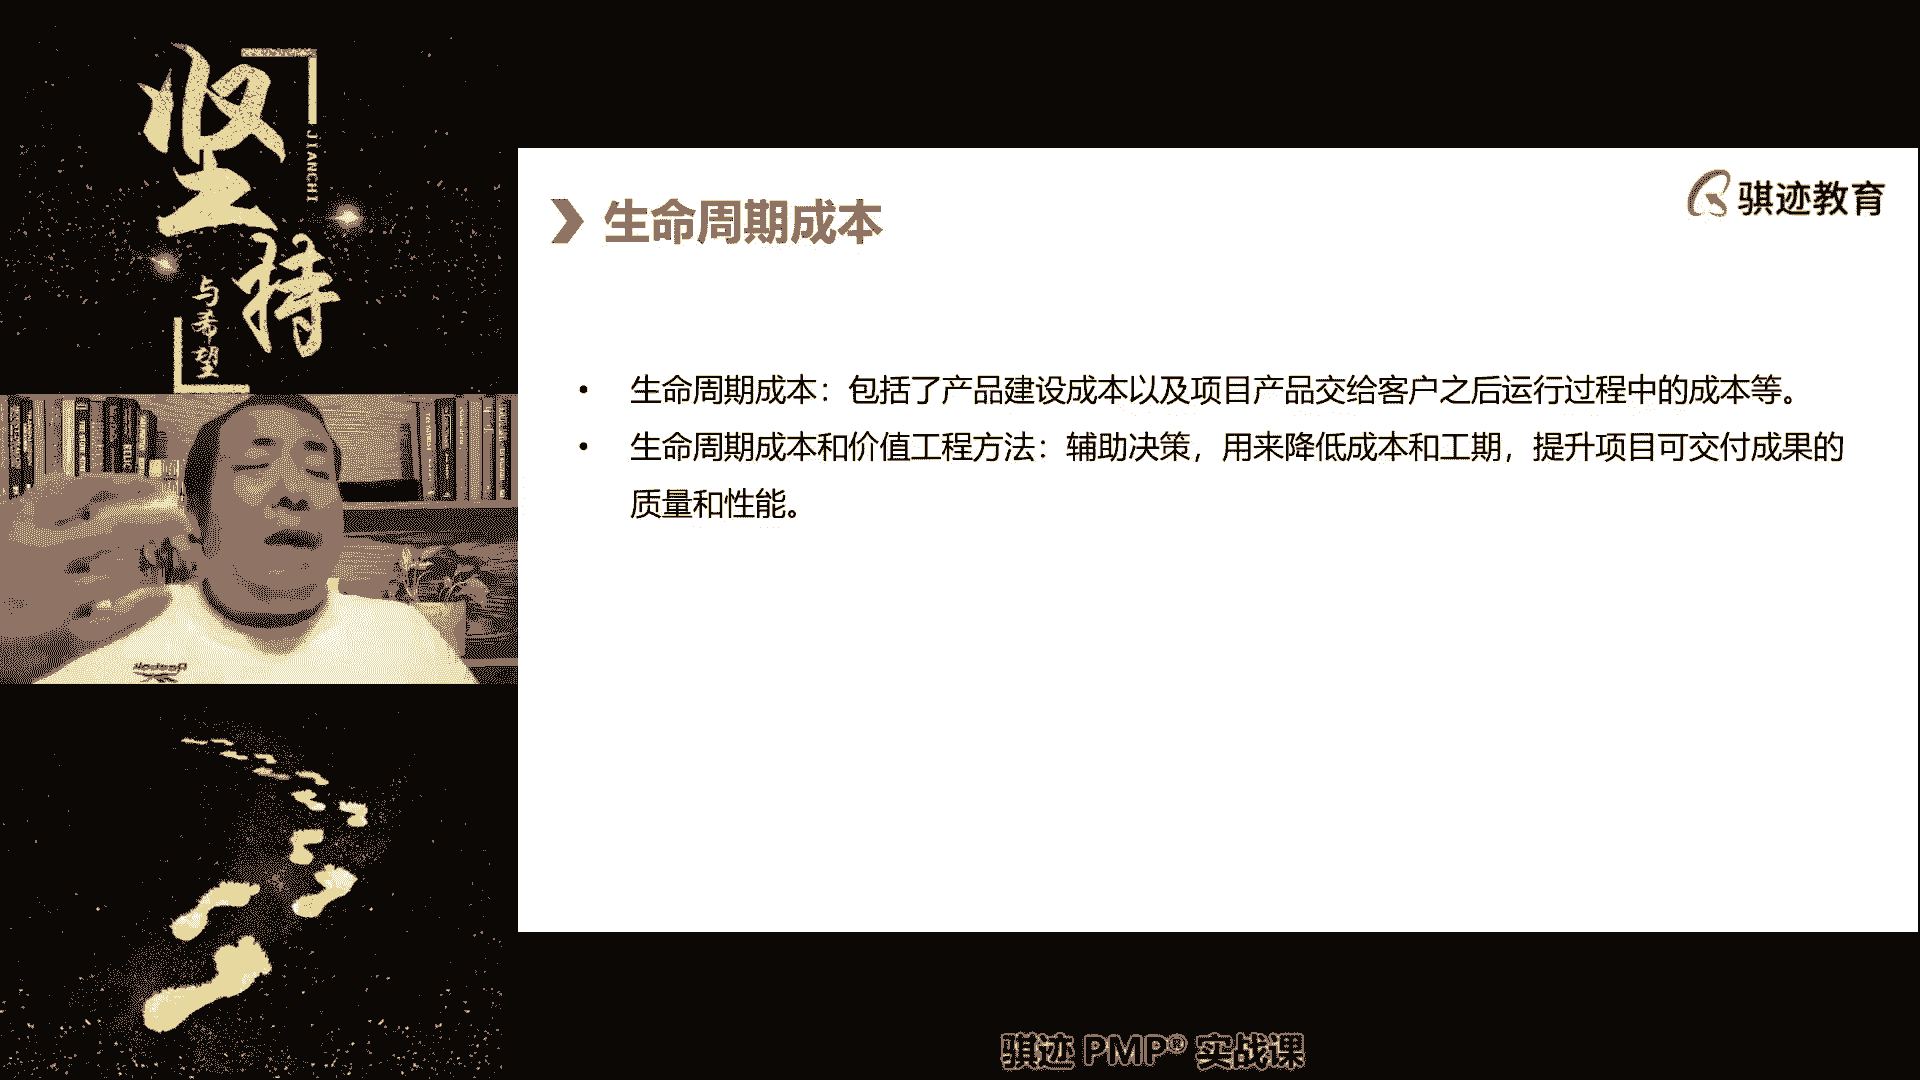 坚持
JIANCHI
与希望
骐迹教育
生命周期成本
• 生命周期成本：包括了产品建设成本以及项目产品交给客户之后运行过程中的成本等。
• 生命周期成本和价值工程方法：辅助决策，用来降低成本和工期，提升项目可交付成果的
质量和性能。
Reebok
骐迹 PMP® 实战课